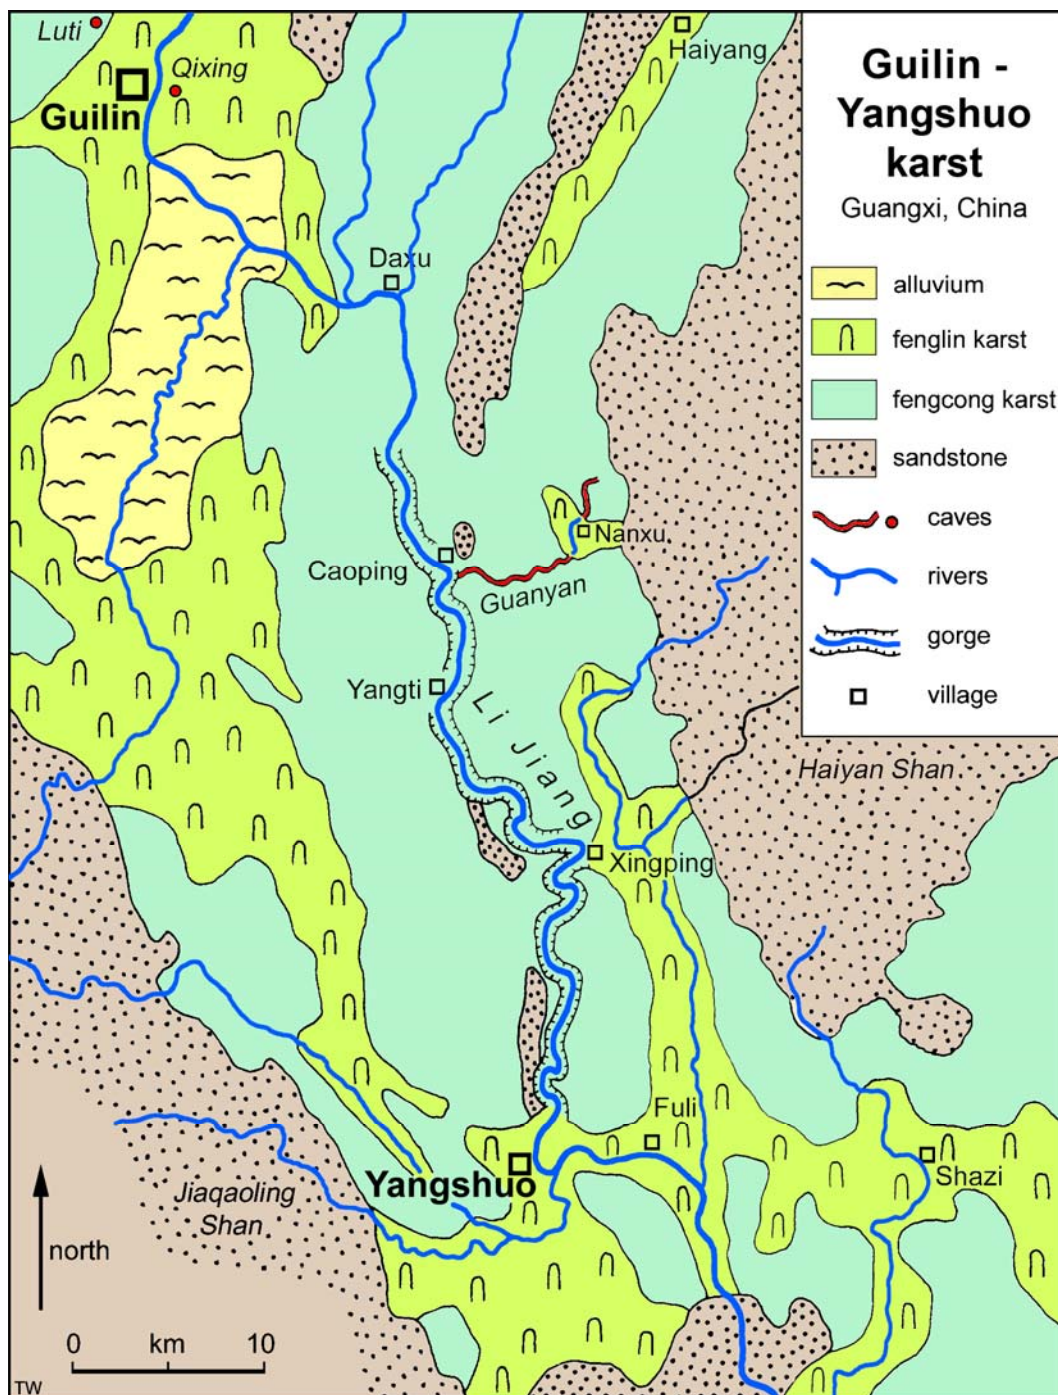 Luti
Qixing
Guilin
Haiyang
Guilin -
Yangshuo
karst
Guangxi, China
alluvium
fenglin karst
fengcong karst
sandstone
caves
rivers
gorge
village
Daxu
Nanxu
Caoping
Guanyan
Yangti
Li Jiang
Haiyan Shan
Xingping
Fuli
Yangshuo
Shazi
Jiaqaoling
Shan
north
0 km 10
TW